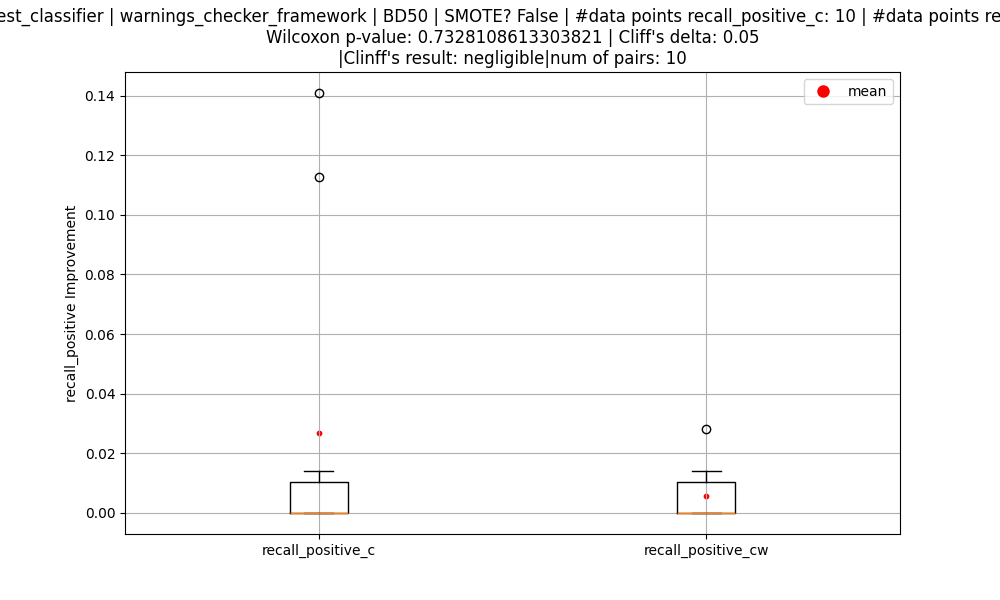 est_classifier | warnings_checker_framework | BD50 | SMOTE? False | #data points recall_positive_c: 10 | #data points re
Wilcoxon p-value: 0.7328108613303821 | Cliff's delta: 0.05
|Clinff's result: negligible|num of pairs: 10
mean
0.14
0.12
0.10
0.08
0.06
0.04
0.02
0.00
recall_positive Improvement
recall_positive_c
recall_positive_cw